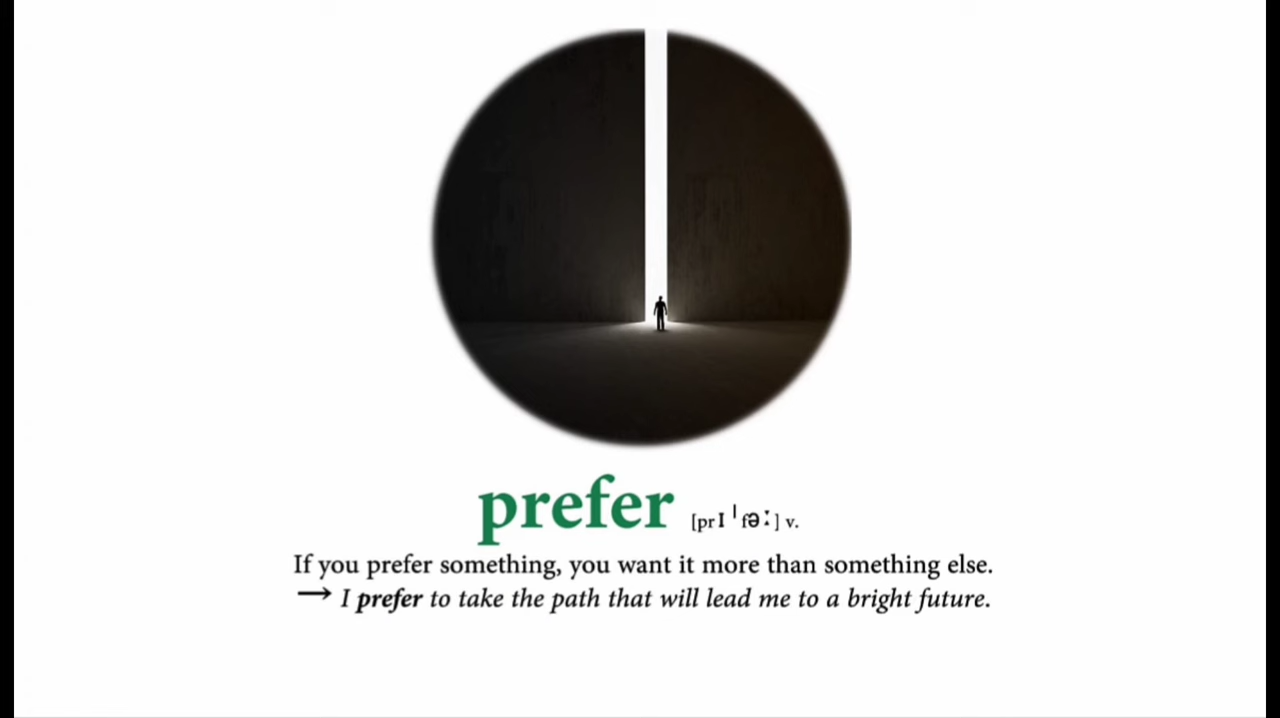 prefer [prɪˈfəː] v.
If you prefer something, you want it more than something else.
→ I prefer to take the path that will lead me to a bright future.